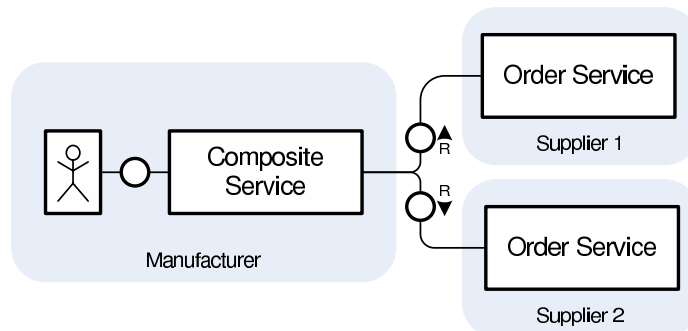 Order Service
Supplier 1
R
Composite
Service
Manufacturer
R
Order Service
Supplier 2